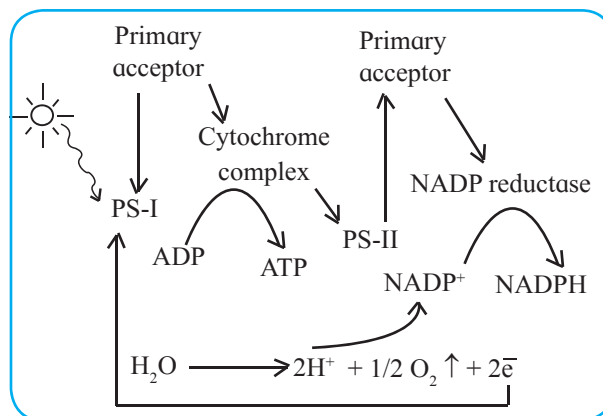 Primary
acceptor
Primary
acceptor
Cytochrome
complex
NADP reductase
PS-I
PS-II
ADP
ATP
NADP⁺
NADPH
H₂O
2H⁺ + 1/2 O₂ ↑ + 2e̅